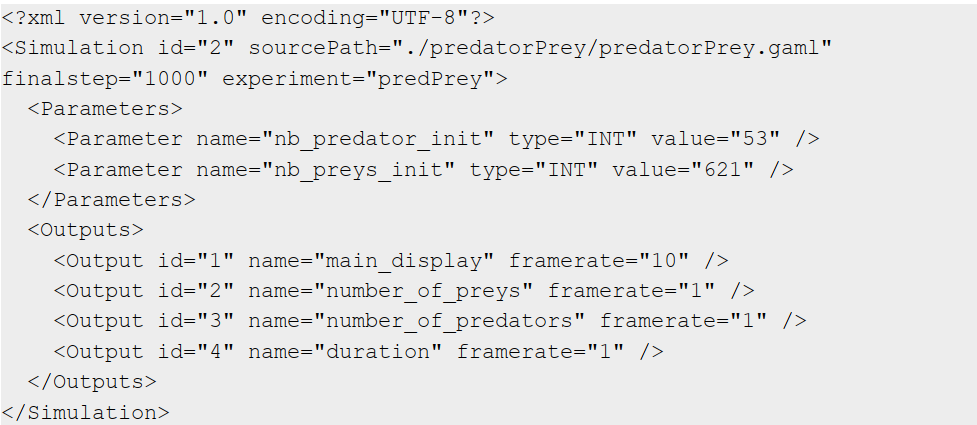 <?xml version="1.0" encoding="UTF-8"?>
<Simulation id="2" sourcePath="./predatorPrey/predatorPrey.gaml"
finalstep="1000" experiment="predPrey">
  <Parameters>
    <Parameter name="nb_predator_init" type="INT" value="53" />
    <Parameter name="nb_preys_init" type="INT" value="621" />
  </Parameters>
  <Outputs>
    <Output id="1" name="main_display" framerate="10" />
    <Output id="2" name="number_of_preys" framerate="1" />
    <Output id="3" name="number_of_predators" framerate="1" />
    <Output id="4" name="duration" framerate="1" />
  </Outputs>
</Simulation>